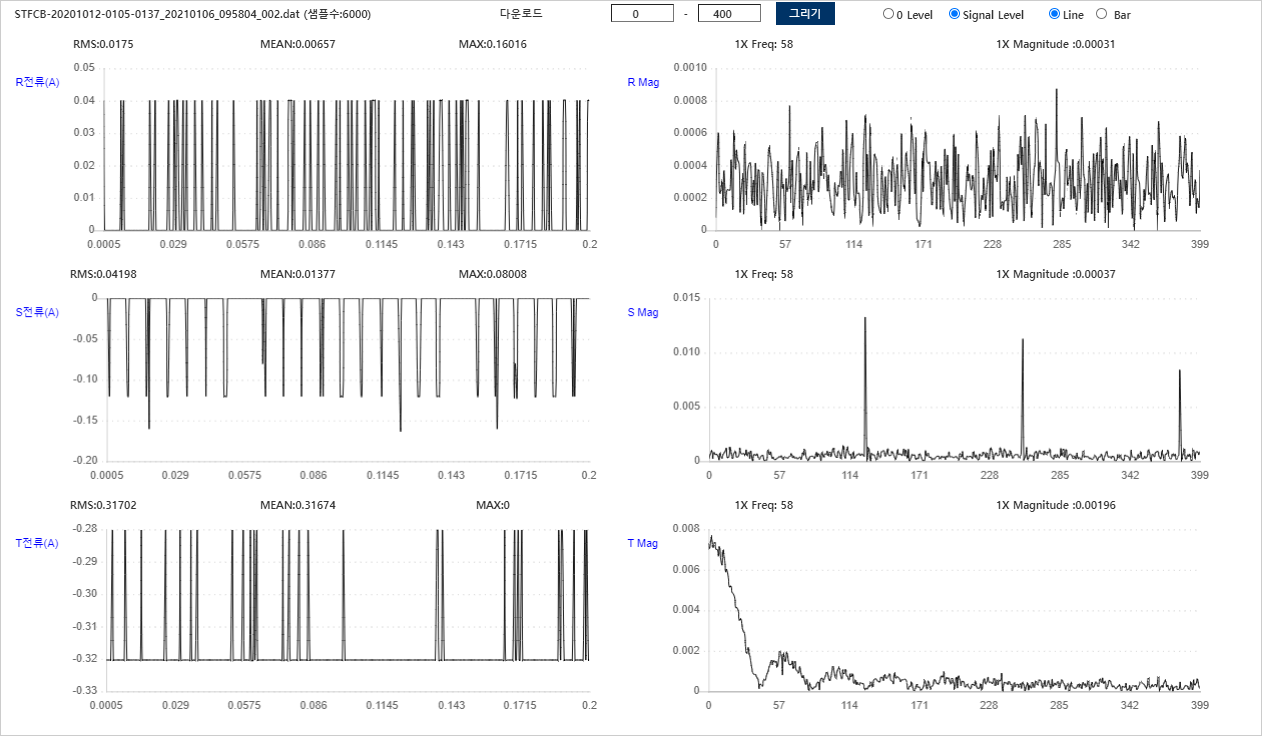 STFCB-20201012-0105-0137_20210106_095804_002.dat (샘플수:6000) 다운로드 0 - 400 그리기 0 Level Signal Level Line Bar
RMS:0.0175 MEAN:0.00657 MAX:0.16016
R전류(A)
0.05
0.04
0.03
0.02
0.01
0
0.0005 0.029 0.0575 0.086 0.1145 0.143 0.1715 0.2
1X Freq: 58 1X Magnitude :0.00031
R Mag
0.0010
0.0008
0.0006
0.0004
0.0002
0
0 57 114 171 228 285 342 399
RMS:0.04198 MEAN:0.01377 MAX:0.08008
S전류(A)
0
-0.05
-0.10
-0.15
-0.20
0.0005 0.029 0.0575 0.086 0.1145 0.143 0.1715 0.2
1X Freq: 58 1X Magnitude :0.00037
S Mag
0.015
0.010
0.005
0
0 57 114 171 228 285 342 399
RMS:0.31702 MEAN:0.31674 MAX:0
T전류(A)
-0.28
-0.29
-0.30
-0.31
-0.32
-0.33
0.0005 0.029 0.0575 0.086 0.1145 0.143 0.1715 0.2
1X Freq: 58 1X Magnitude :0.00196
T Mag
0.008
0.006
0.004
0.002
0
0 57 114 171 228 285 342 399